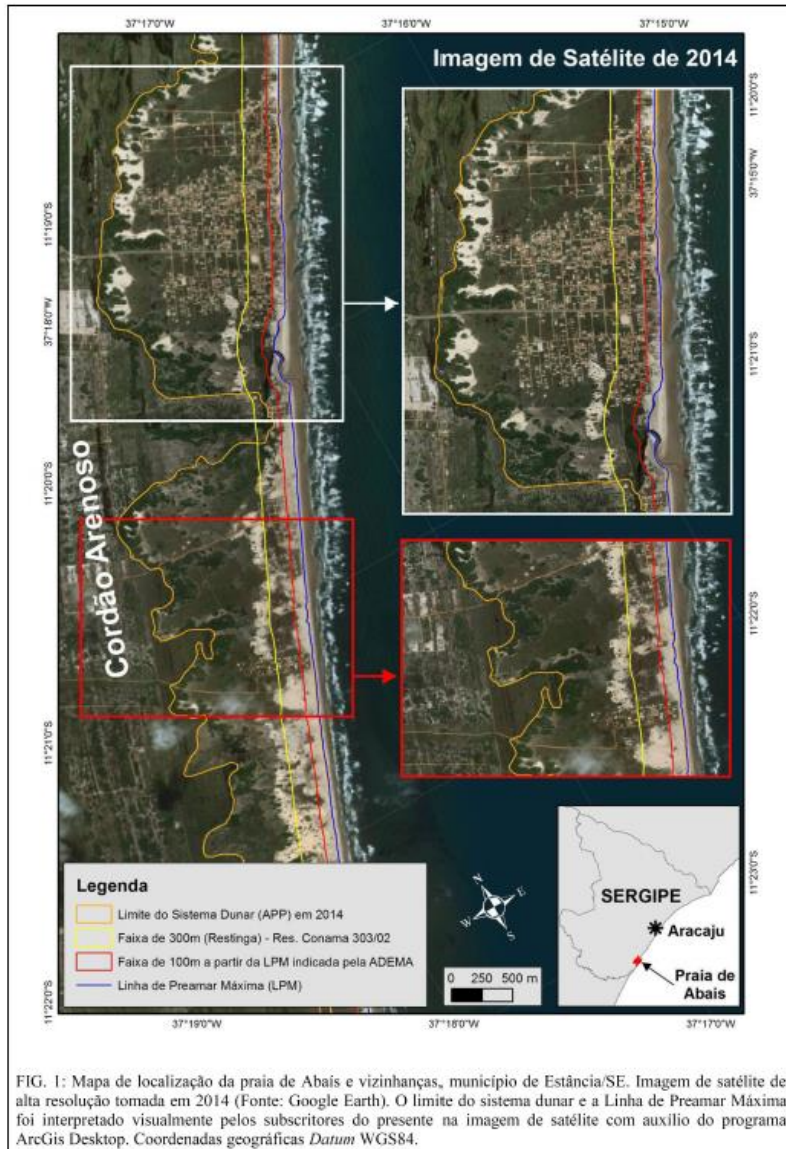 37°17'0"W
37°16'0"W
37°15'0"W
Imagem de Satélite de 2014
11°20'0"S
37°15'0"W
11°19'0"S
37°18'0"W
11°21'0"S
11°20'0"S
Cordão Arenoso
11°22'0"S
11°21'0"S
11°23'0"S
11°22'0"S
Legenda
Limite do Sistema Dunar (APP) em 2014
Faixa de 300m (Restinga) - Res. Conama 303/02
Faixa de 100m a partir da LPM indicada pela ADEMA
Linha de Preamar Máxima (LPM)
N
E
W
S
0 250 500 m
SERGIPE
Aracaju
Praia de
Abais
37°19'0"W
37°18'0"W
37°17'0"W
FIG. 1: Mapa de localização da praia de Abaís e vizinhanças, município de Estância/SE. Imagem de satélite de
alta resolução tomada em 2014 (Fonte: Google Earth). O limite do sistema dunar e a Linha de Preamar Máxima
foi interpretado visualmente pelos subscritores do presente na imagem de satélite com auxílio do programa
ArcGis Desktop. Coordenadas geográficas Datum WGS84.